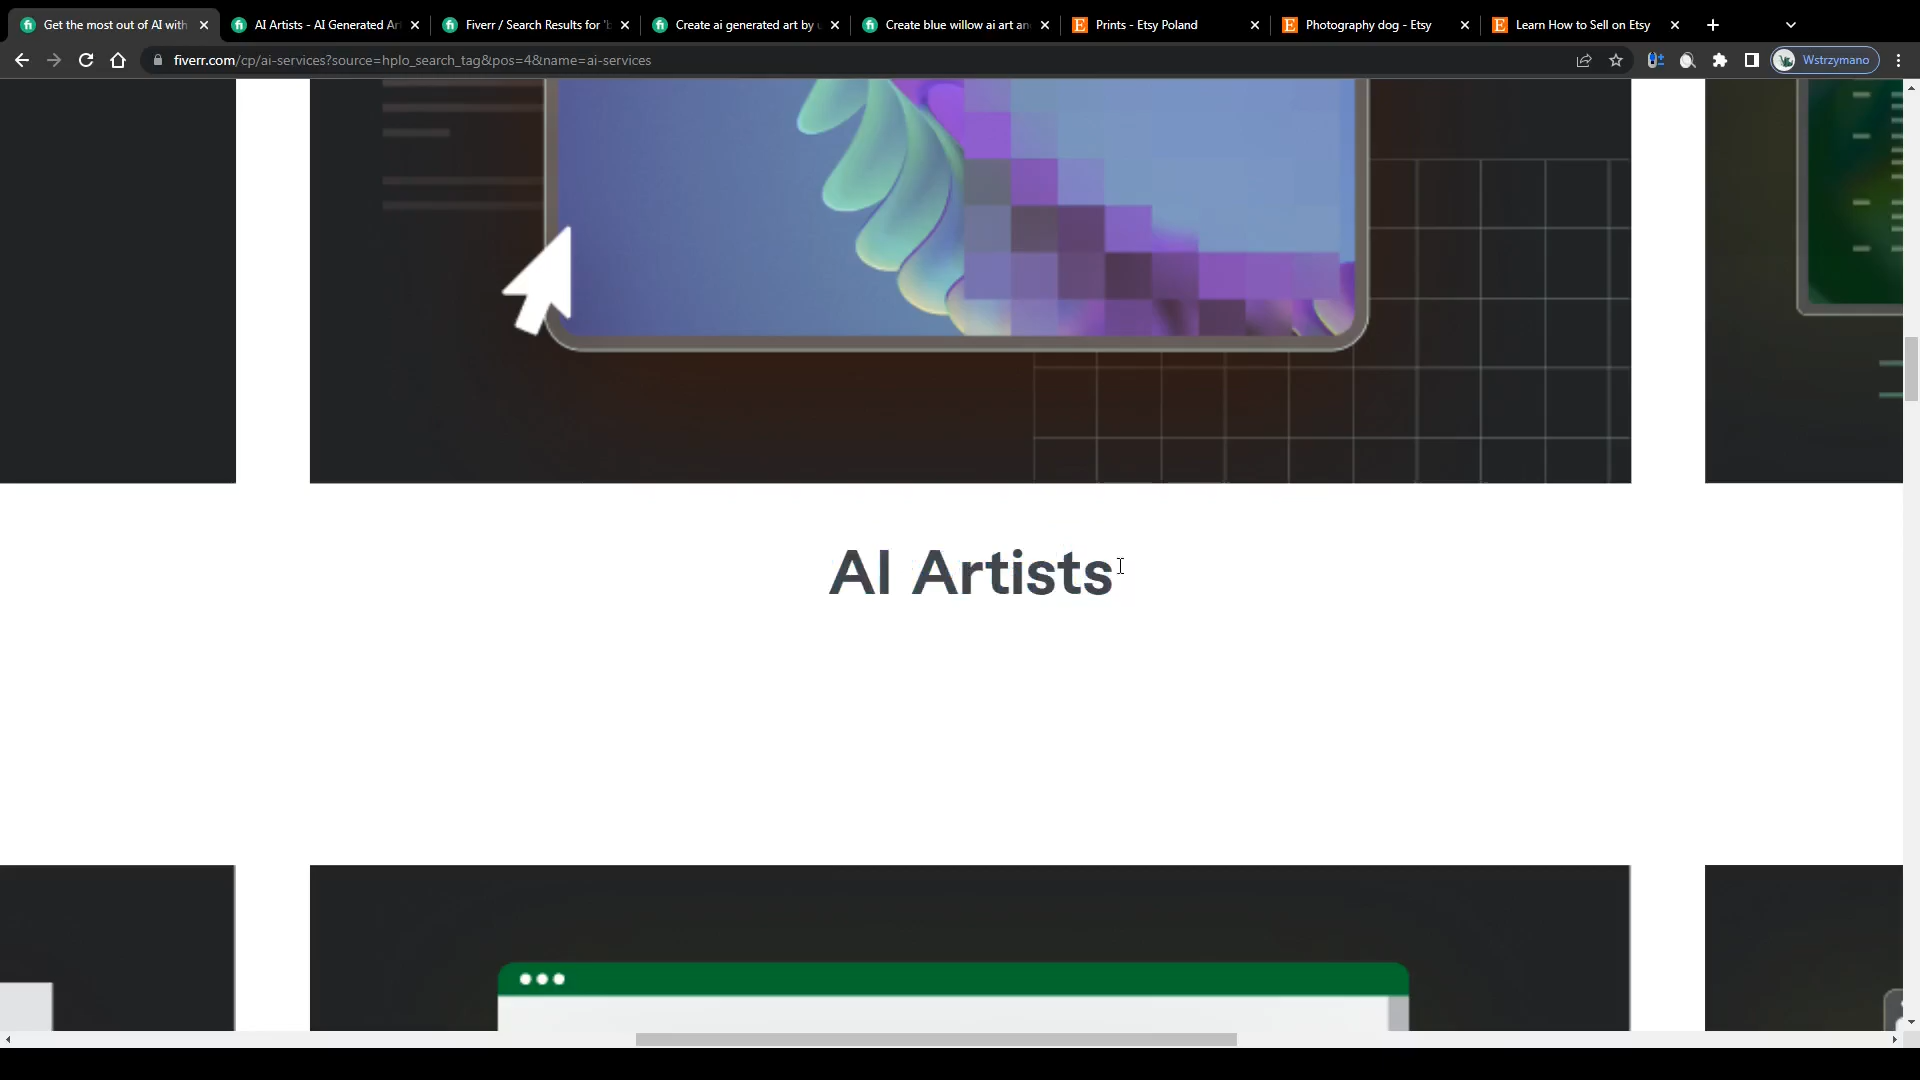 Get the most out of AI with
AI Artists - AI Generated Ar
Fiverr / Search Results for 'b
Create ai generated art by u
Create blue willow ai art an
Prints - Etsy Poland
Photography dog - Etsy
Learn How to Sell on Etsy
fiverr.com/cp/ai-services?source=hplo_search_tag&pos=4&name=ai-services
Wstrzymano
AI Artists